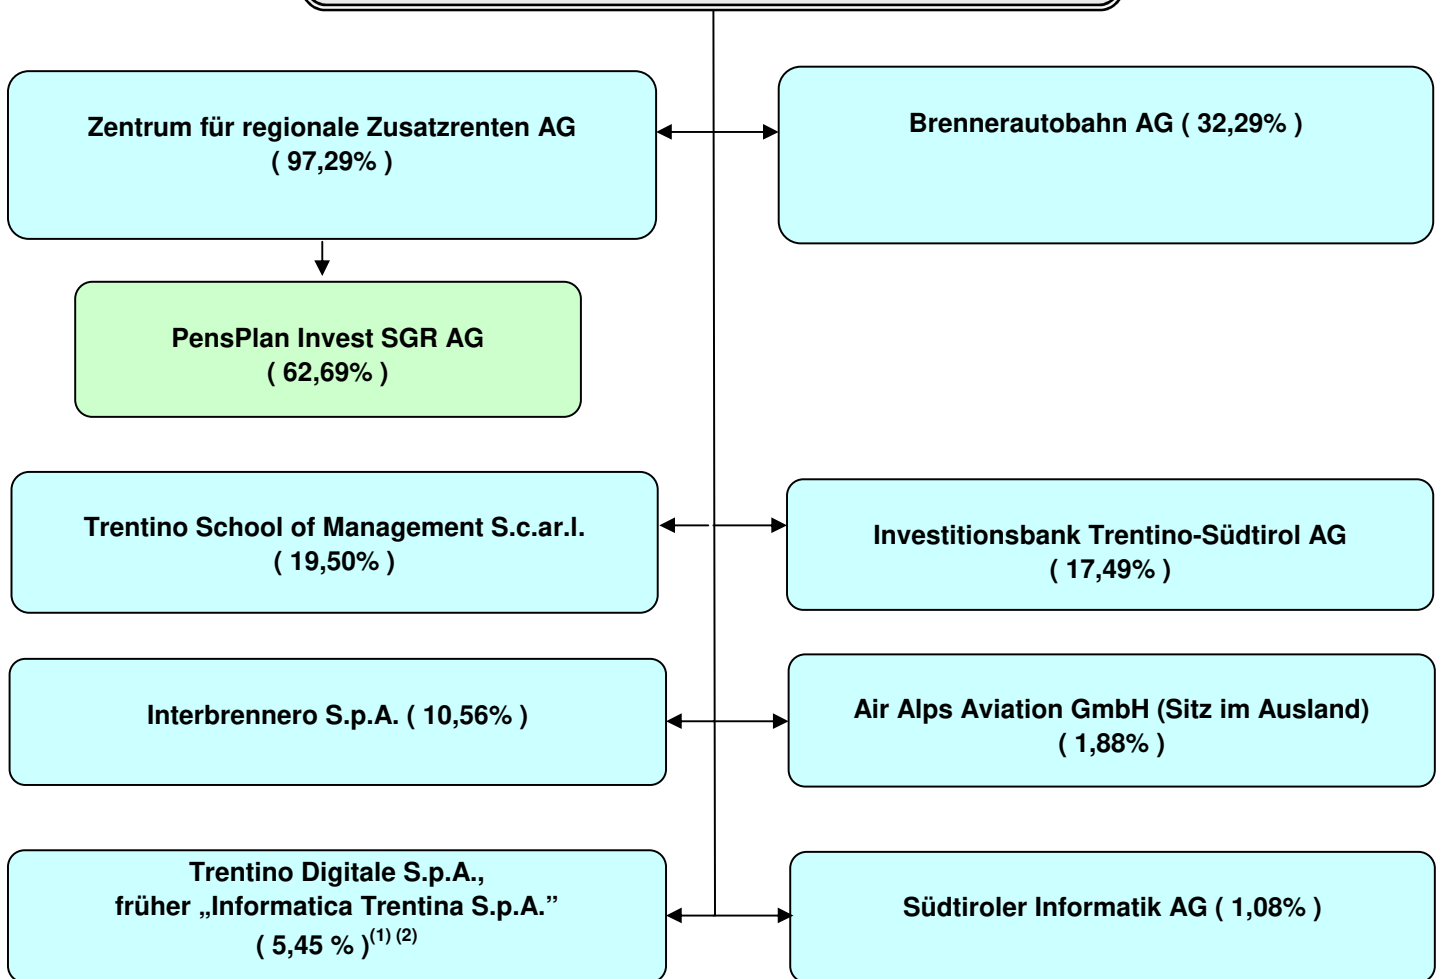 Zentrum für regionale Zusatzrenten AG
( 97,29% )
Brennerautobahn AG ( 32,29% )
PensPlan Invest SGR AG
( 62,69% )
Trentino School of Management S.c.ar.l.
( 19,50% )
Investitionsbank Trentino-Südtirol AG
( 17,49% )
Interbrennero S.p.A. ( 10,56% )
Air Alps Aviation GmbH (Sitz im Ausland)
( 1,88% )
Trentino Digitale S.p.A.,
früher „Informatica Trentina S.p.A.”
( 5,45 % )(1) (2)
Südtiroler Informatik AG ( 1,08% )